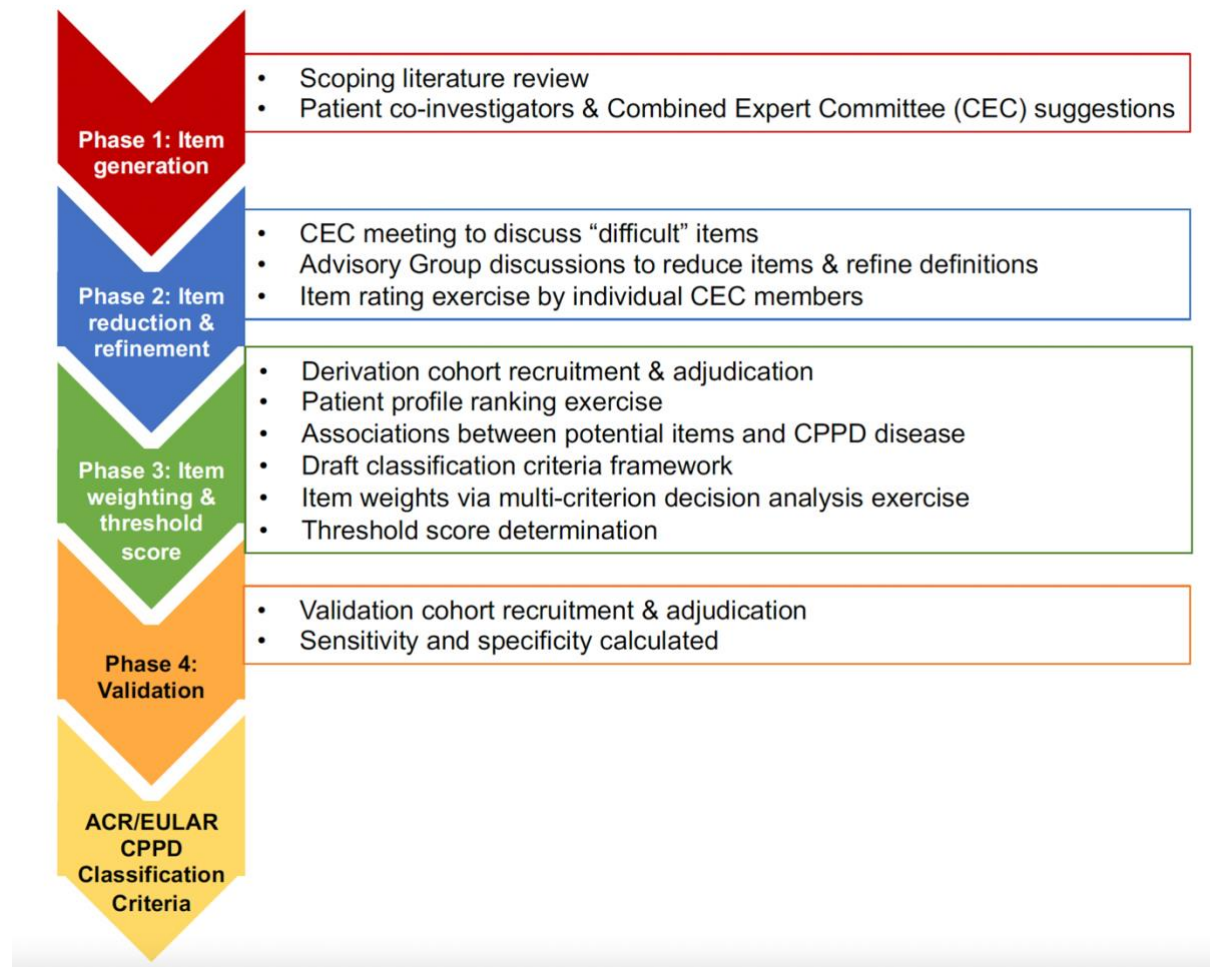 Phase 1: Item
generation
• Scoping literature review
• Patient co-investigators & Combined Expert Committee (CEC) suggestions
Phase 2: Item
reduction &
refinement
• CEC meeting to discuss “difficult” items
• Advisory Group discussions to reduce items & refine definitions
• Item rating exercise by individual CEC members
Phase 3: Item
weighting &
threshold
score
• Derivation cohort recruitment & adjudication
• Patient profile ranking exercise
• Associations between potential items and CPPD disease
• Draft classification criteria framework
• Item weights via multi-criterion decision analysis exercise
• Threshold score determination
Phase 4:
Validation
• Validation cohort recruitment & adjudication
• Sensitivity and specificity calculated
ACR/EULAR
CPPD
Classification
Criteria